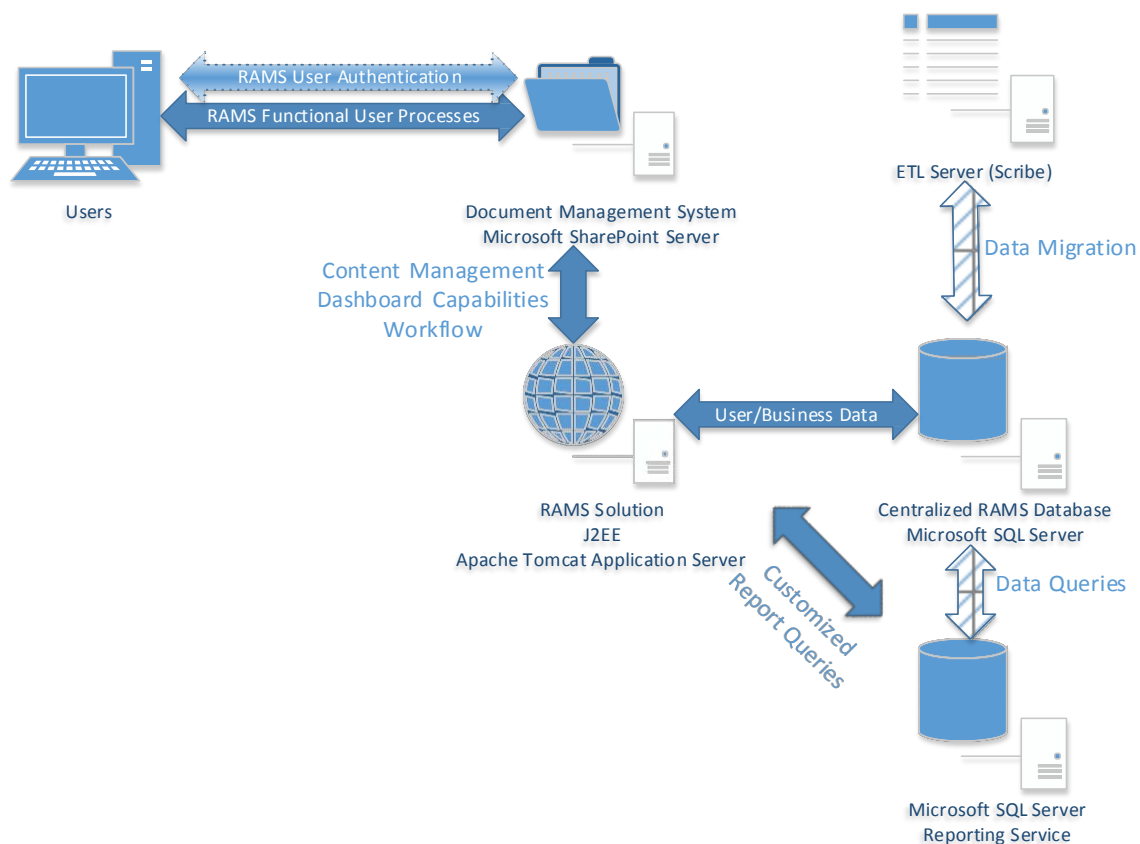 RAMS User Authentication
RAMS Functional User Processes
Users
Document Management System
Microsoft SharePoint Server
ETL Server (Scribe)
Data Migration
Content Management
Dashboard Capabilities
Workflow
User/Business Data
RAMS Solution
J2EE
Apache Tomcat Application Server
Centralized RAMS Database
Microsoft SQL Server
Customized
Report Queries
Data Queries
Microsoft SQL Server
Reporting Service